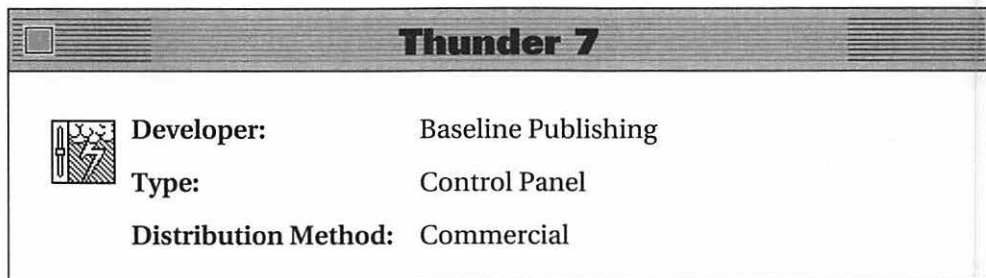 Thunder 7
Developer: Baseline Publishing
Type: Control Panel
Distribution Method: Commercial